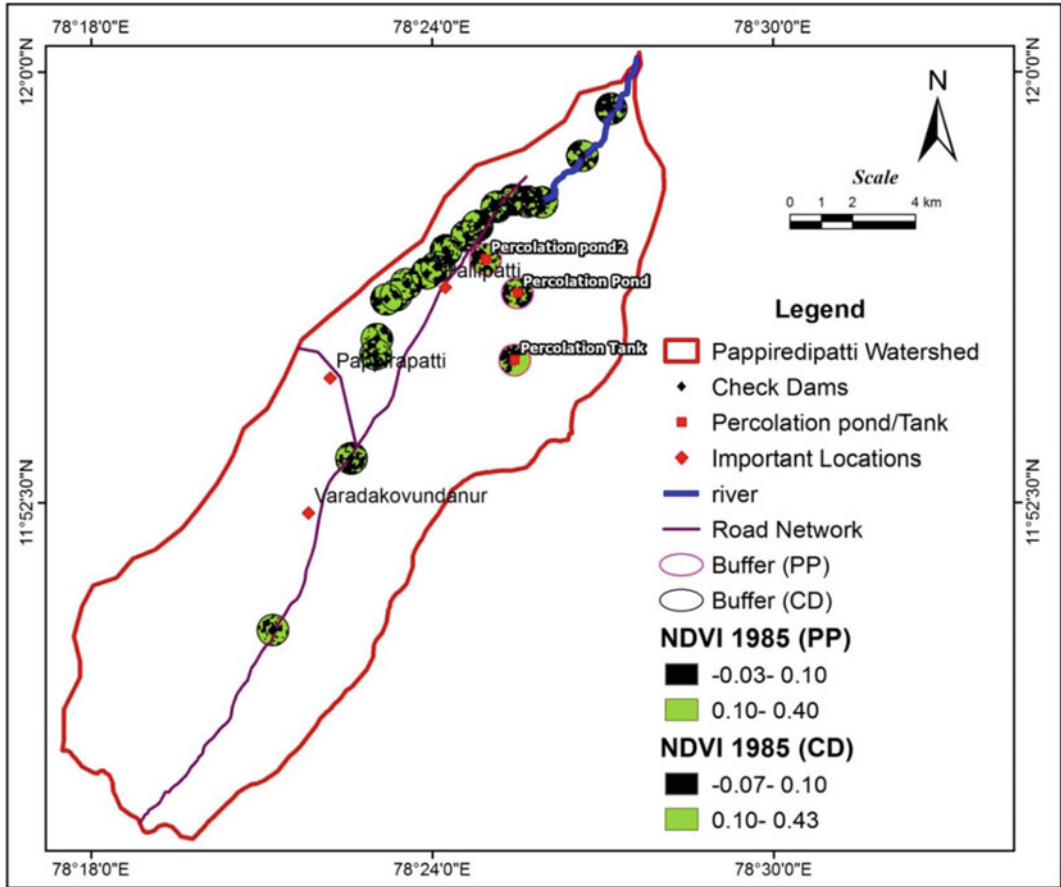 78°18'0"E
78°24'0"E
78°30'0"E
12°0'0"N
12°0'0"N
N
Scale
0 1 2 4 km
Percolation pond2
Pallipatti
Percolation Pond
Percolation Tank
Pappirapatti
Varadakovundanur
11°52'30"N
11°52'30"N
Legend
Pappiredipatti Watershed
Check Dams
Percolation pond/Tank
Important Locations
river
Road Network
Buffer (PP)
Buffer (CD)
NDVI 1985 (PP)
-0.03- 0.10
0.10- 0.40
NDVI 1985 (CD)
-0.07- 0.10
0.10- 0.43
78°18'0"E
78°24'0"E
78°30'0"E